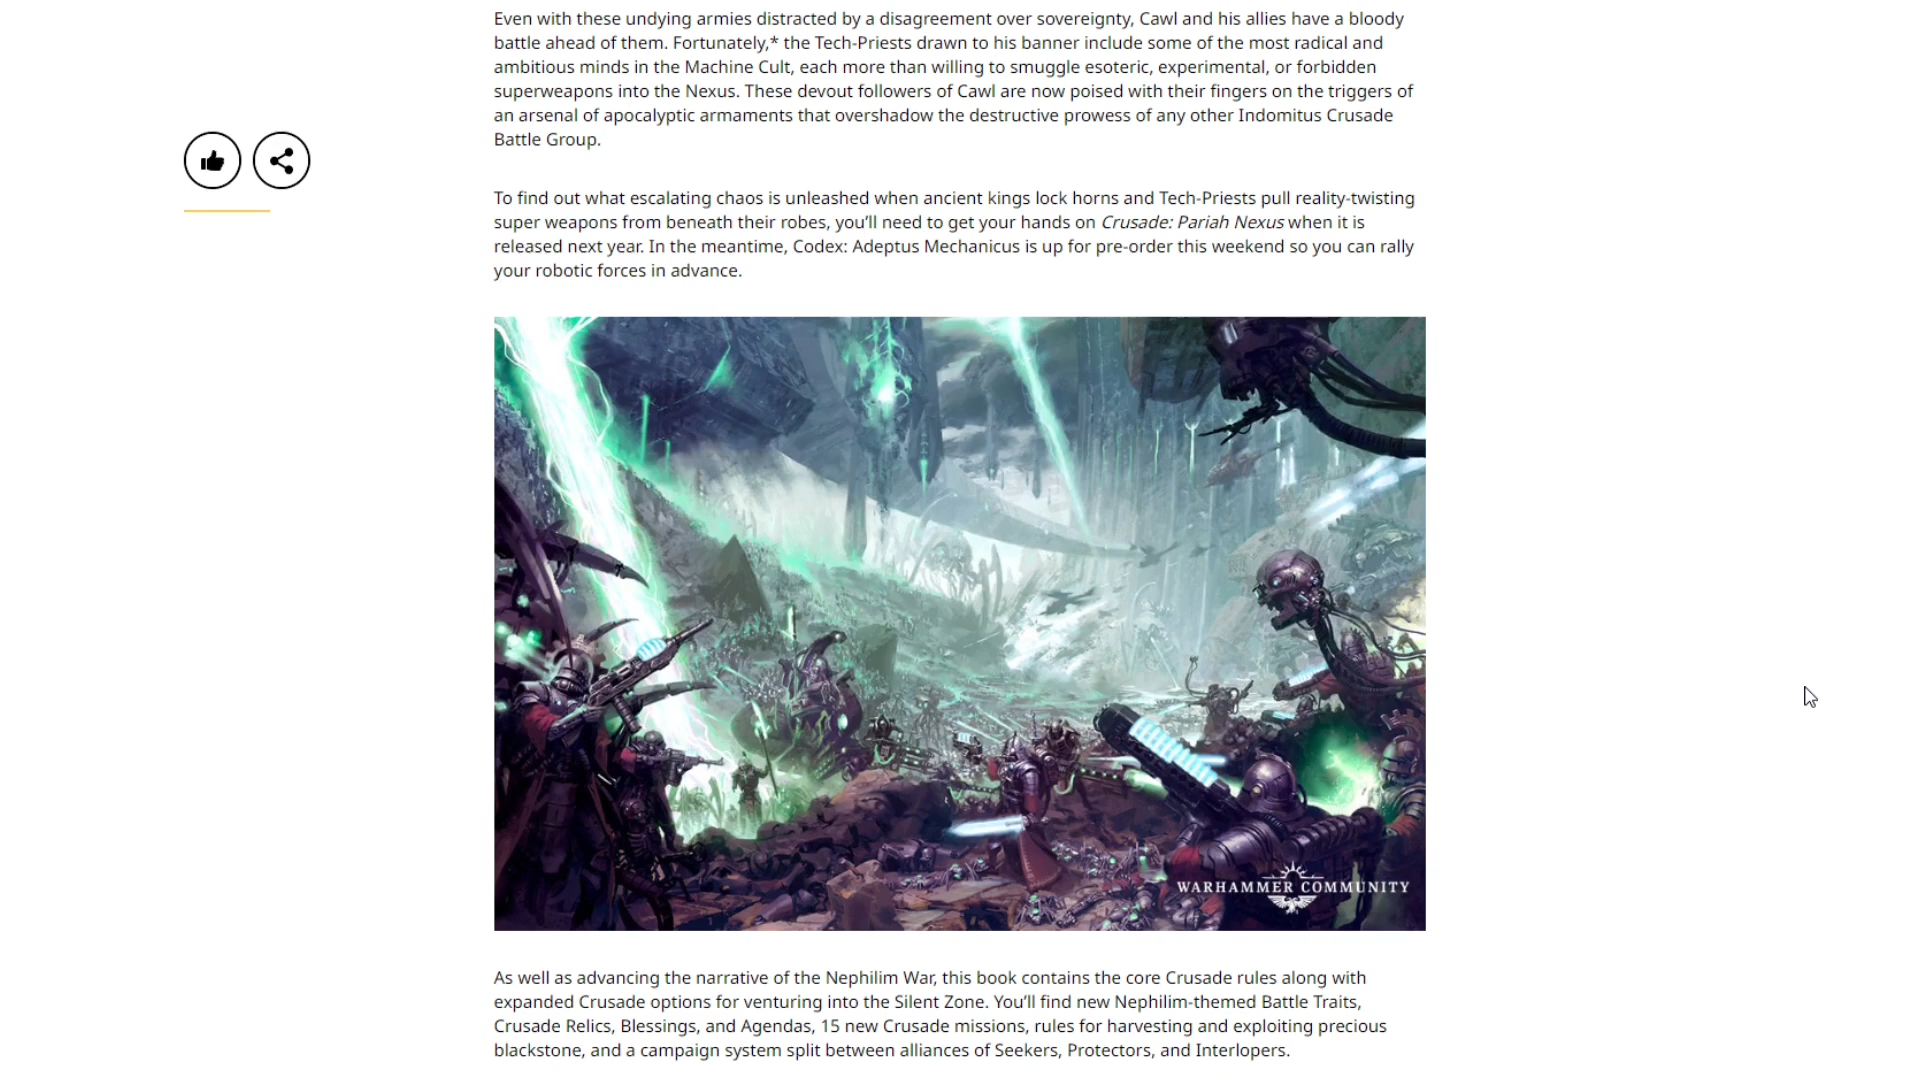 Even with these undying armies distracted by a disagreement over sovereignty, Cawl and his allies have a bloody
battle ahead of them. Fortunately,* the Tech-Priests drawn to his banner include some of the most radical and
ambitious minds in the Machine Cult, each more than willing to smuggle esoteric, experimental, or forbidden
superweapons into the Nexus. These devout followers of Cawl are now poised with their fingers on the triggers of
an arsenal of apocalyptic armaments that overshadow the destructive prowess of any other Indomitus Crusade
Battle Group.
To find out what escalating chaos is unleashed when ancient kings lock horns and Tech-Priests pull reality-twisting
super weapons from beneath their robes, you’ll need to get your hands on Crusade: Pariah Nexus when it is
released next year. In the meantime, Codex: Adeptus Mechanicus is up for pre-order this weekend so you can rally
your robotic forces in advance.
WARHAMMER COMMUNITY
As well as advancing the narrative of the Nephilim War, this book contains the core Crusade rules along with
expanded Crusade options for venturing into the Silent Zone. You’ll find new Nephilim-themed Battle Traits,
Crusade Relics, Blessings, and Agendas, 15 new Crusade missions, rules for harvesting and exploiting precious
blackstone, and a campaign system split between alliances of Seekers, Protectors, and Interlopers.